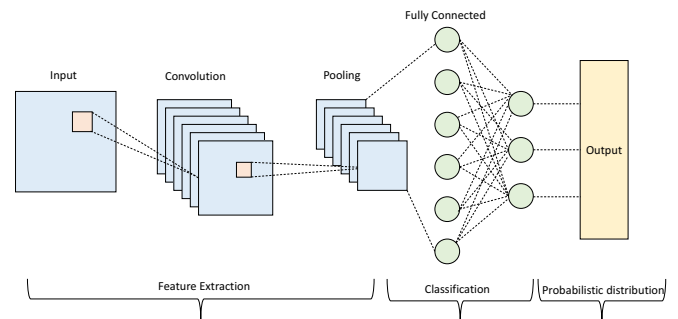 Fully Connected
Input
Convolution
Pooling
Output
Feature Extraction
Classification
Probabilistic distribution